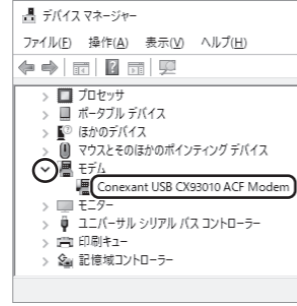 デバイス マネージャー
ファイル(F) 操作(A) 表示(V) ヘルプ(H)
プロセッサ
ポータブル デバイス
ほかのデバイス
マウスとそのほかのポインティング デバイス
モデム
Conexant USB CX93010 ACF Modem
モニター
ユニバーサル シリアル バス コントローラー
印刷キュー
記憶域コントローラー